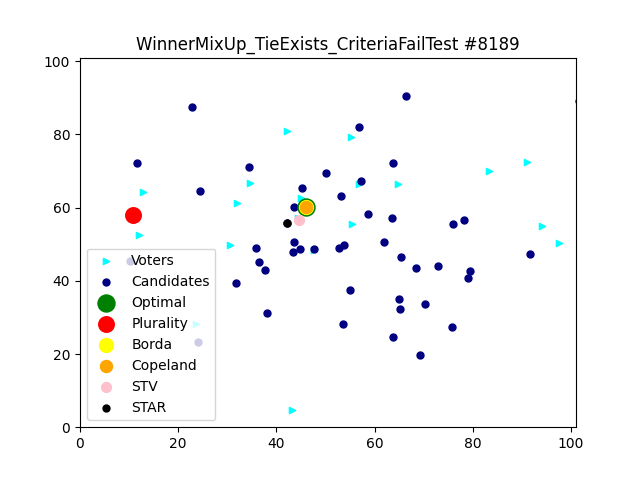 WinnerMixUp_TieExists_CriteriaFailTest #8189
100
80
60
40
20
0
Voters
Candidates
Optimal
Plurality
Borda
Copeland
STV
STAR
0 20 40 60 80 100